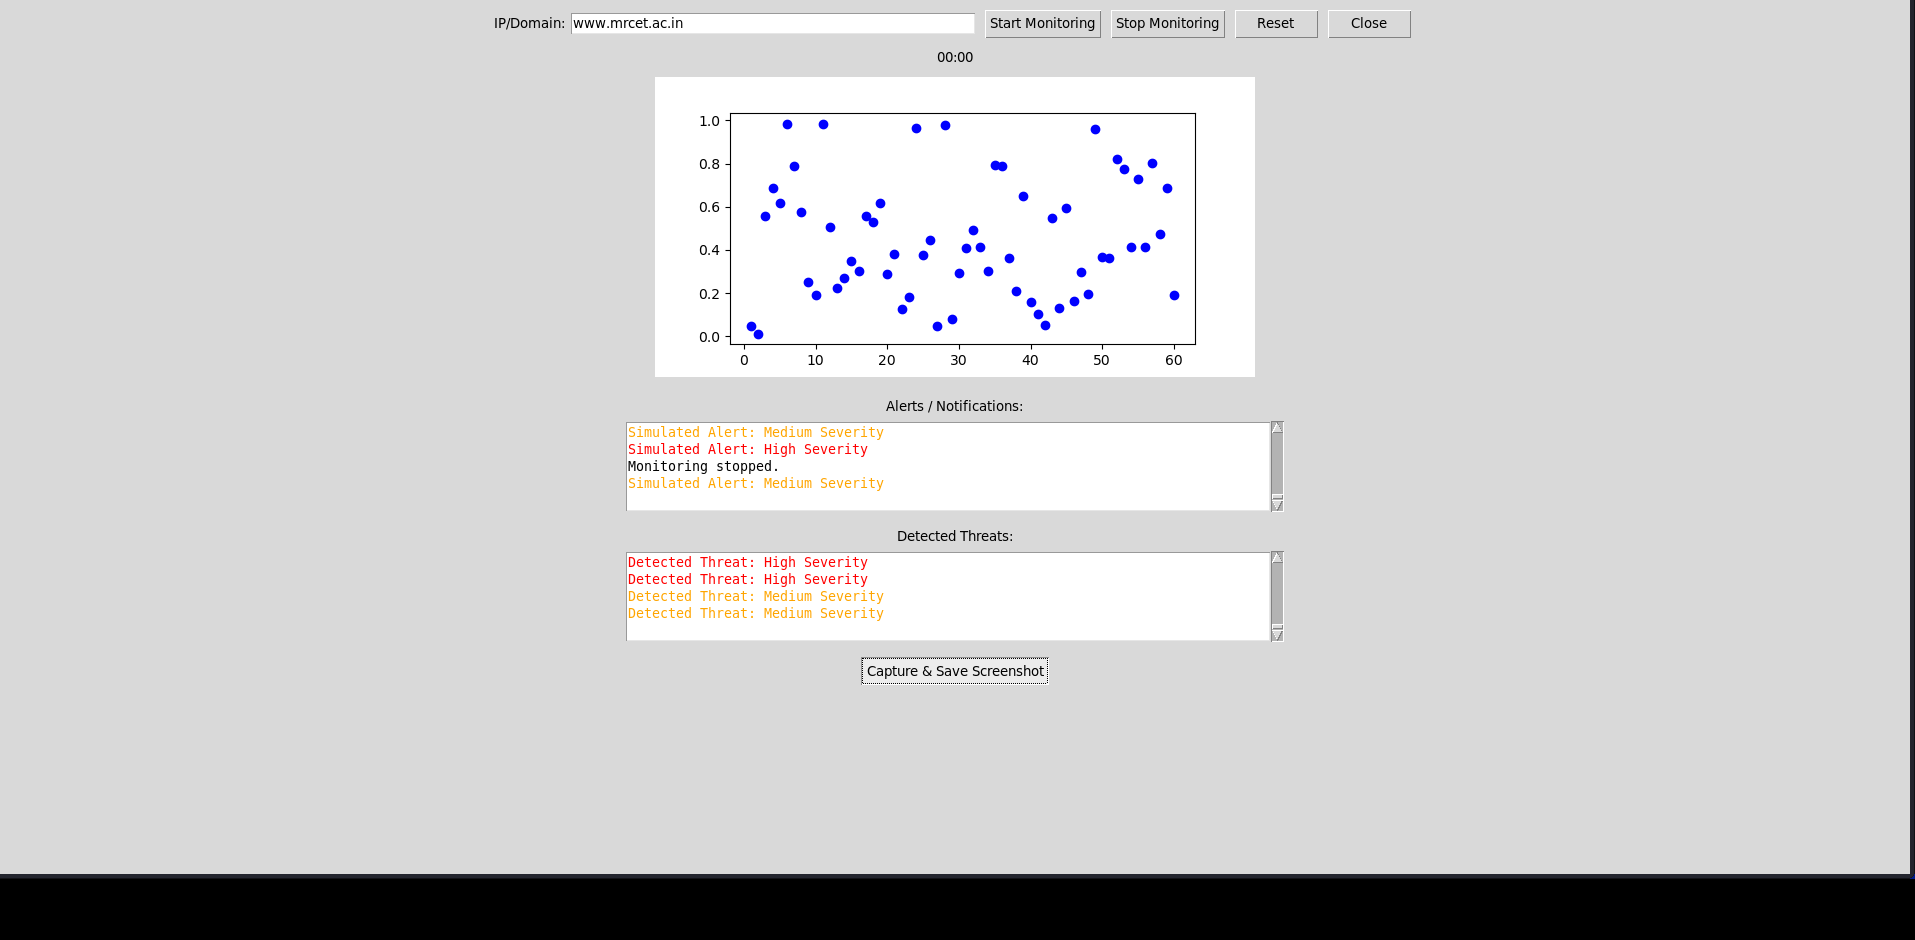 IP/Domain: www.mrcet.ac.in Start Monitoring Stop Monitoring Reset Close
00:00
1.0
0.8
0.6
0.4
0.2
0.0
0 10 20 30 40 50 60
Alerts / Notifications:
Simulated Alert: Medium Severity
Simulated Alert: High Severity
Monitoring stopped.
Simulated Alert: Medium Severity
Detected Threats:
Detected Threat: High Severity
Detected Threat: High Severity
Detected Threat: Medium Severity
Detected Threat: Medium Severity
Capture & Save Screenshot